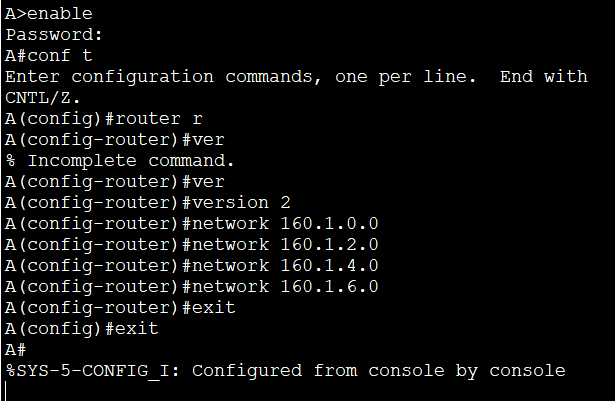 A>enable
Password:
A#conf t
Enter configuration commands, one per line.  End with
CNTL/Z.
A(config)#router r
A(config-router)#ver
% Incomplete command.
A(config-router)#ver
A(config-router)#version 2
A(config-router)#network 160.1.0.0
A(config-router)#network 160.1.2.0
A(config-router)#network 160.1.4.0
A(config-router)#network 160.1.6.0
A(config-router)#exit
A(config)#exit
A#
%SYS-5-CONFIG_I: Configured from console by console